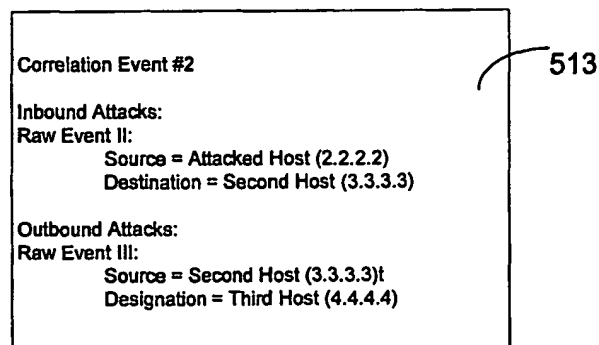 Correlation Event #2
513
Inbound Attacks:
Raw Event II:
Source = Attacked Host (2.2.2.2)
Destination = Second Host (3.3.3.3)
Outbound Attacks:
Raw Event III:
Source = Second Host (3.3.3.3)t
Designation = Third Host (4.4.4.4)